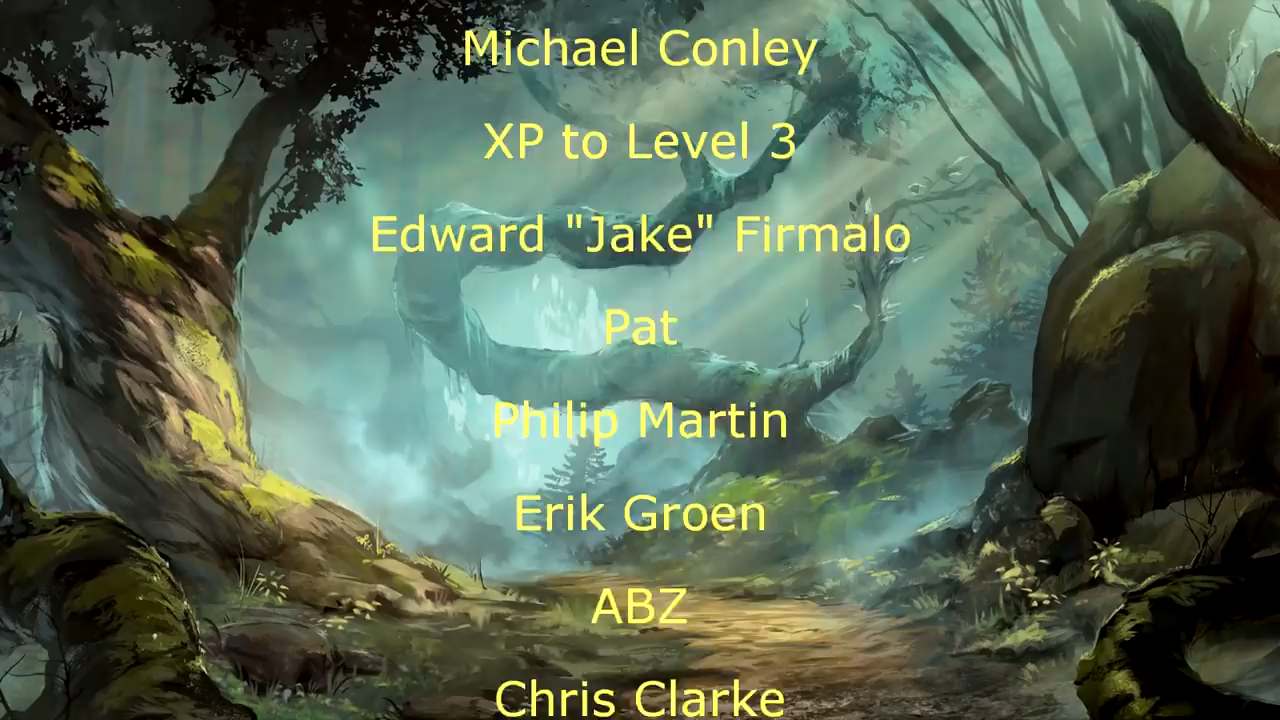 Michael Conley
XP to Level 3
Edward "Jake" Firmalo
Pat
Philip Martin
Erik Groen
ABZ
Chris Clarke